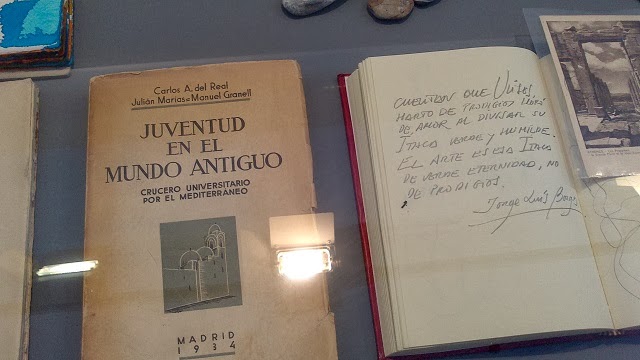 Carlos A. del Real
Julián Marías-Manuel Granell
JUVENTUD
EN EL
MUNDO ANTIGUO
CRUCERO UNIVERSITARIO
POR EL MEDITERRÁNEO
MADRID
1934
CUENTAN QUE ULISES,
HARTO DE PRODIGIOS, LLORÓ
DE AMOR AL DIVISAR SU
ITACA VERDE Y HUMILDE.
EL ARTE ES ESA ITACA
DE VERDE ETERNIDAD, NO
DE PRODIGIOS.
Jorge Luis Borges